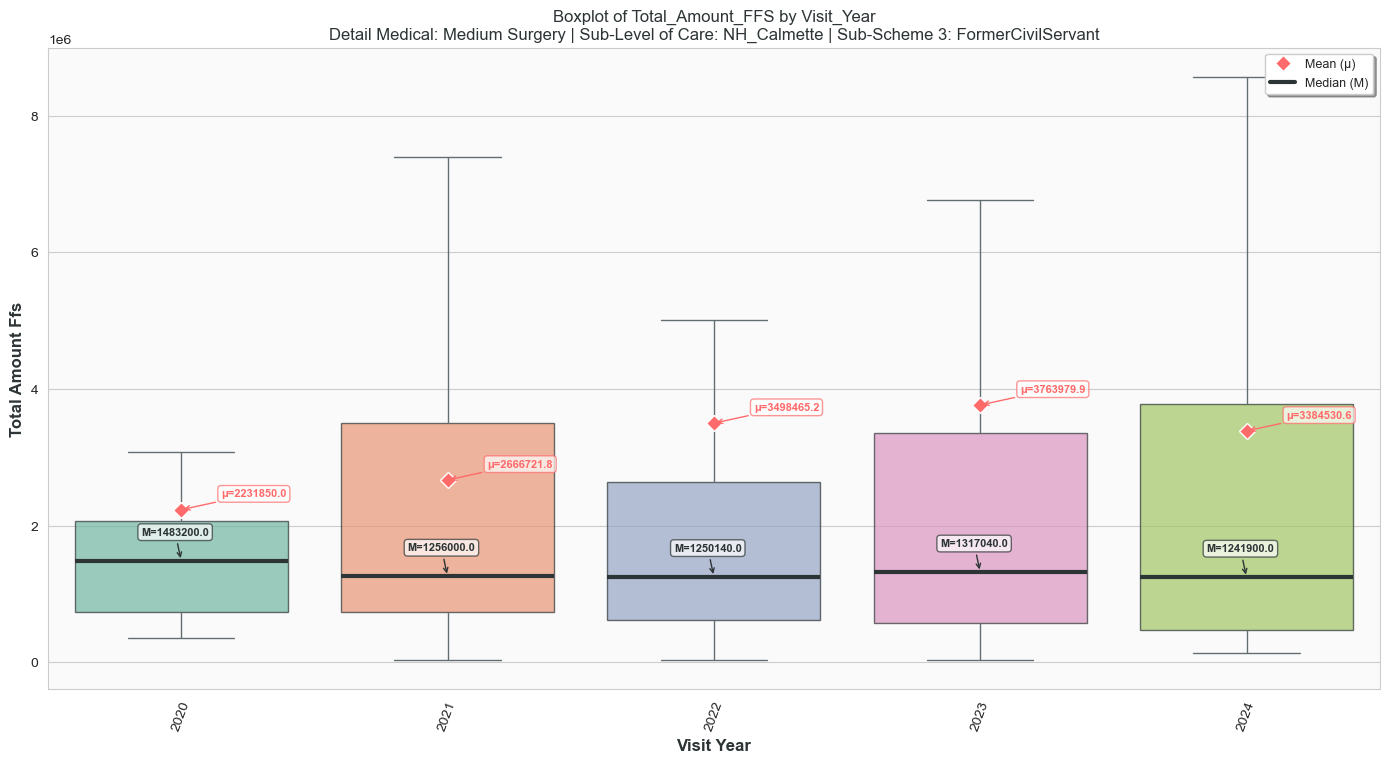 Boxplot of Total_Amount_FFS by Visit_Year
Detail Medical: Medium Surgery | Sub-Level of Care: NH_Calmette | Sub-Scheme 3: FormerCivilServant
1e6
Mean (μ)
Median (M)
8
6
4
2
0
Total Amount Ffs
μ=2231850.0
M=1483200.0
μ=2666721.8
M=1256000.0
μ=3498465.2
M=1250140.0
μ=3763979.9
M=1317040.0
μ=3384530.6
M=1241900.0
2020
2021
2022
2023
2024
Visit Year